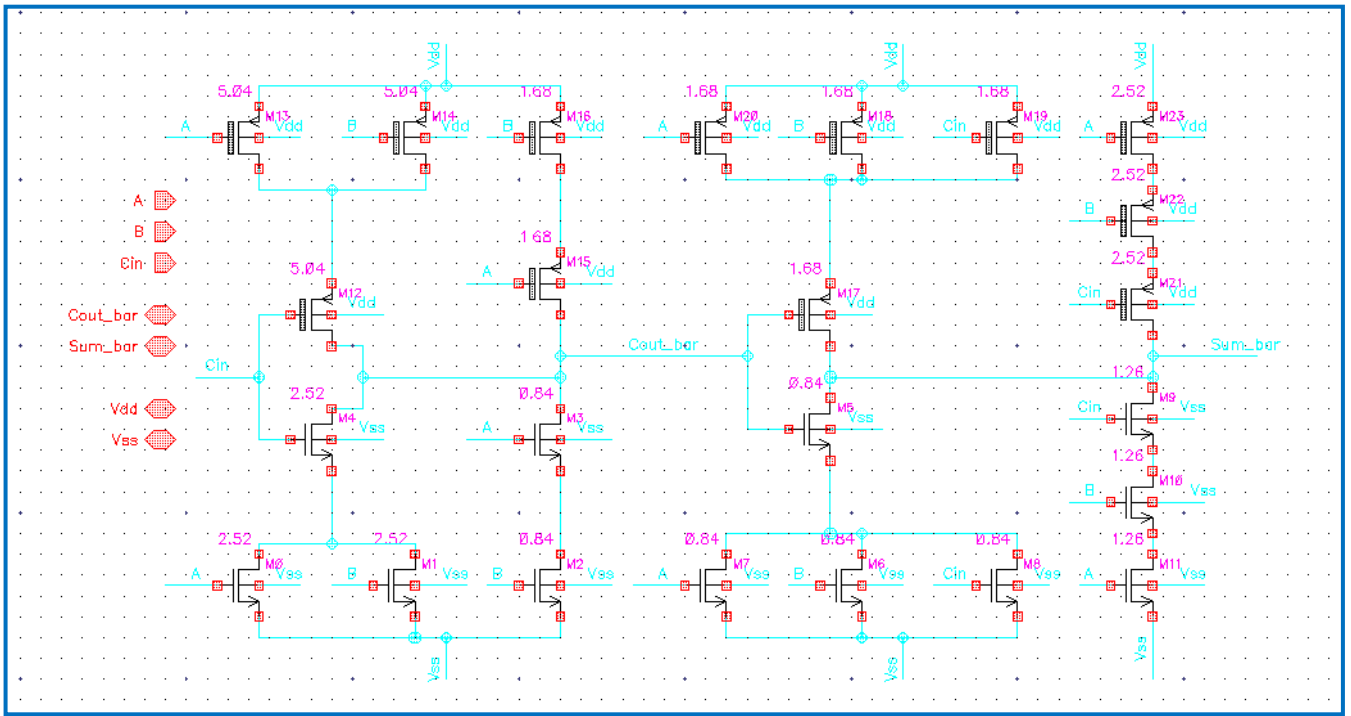 Vdd Vdd Vdd
5.04 5.04 1.68 1.68 1.68 1.68 2.52
M13 M14 M16 M20 M18 M19 M23
A Vdd B Vdd B Vdd A Vdd B Vdd Cin Vdd A Vdd
2.52
A
M22
B Vdd
B
1.68
Cin
5.04 1.68 2.52
M15
A Vdd
M12 M17 M21
Cin Vdd
Vdd Vdd
Cout_bar
Sum_bar Cout_bar Sum_bar
Cin
1.26
2.52 0.84 0.84
M9
Vdd
M4 M3 M5
Cin Vss
Vss Vss A Vss Vss
1.26
M10
B Vss
2.52 2.52 0.84 0.84 0.84 0.84 1.26
M0 M1 M2 M7 M6 M8 M11
A Vss B Vss B Vss A Vss B Vss Cin Vss A Vss
Vss Vss Vss